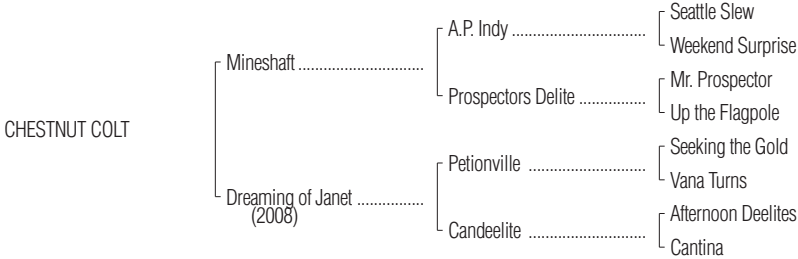 Seattle Slew
A.P. Indy ................................
Weekend Surprise
Mineshaft ..............................
Mr. Prospector
Prospectors Delite ................
Up the Flagpole
CHESTNUT COLT
Seeking the Gold
Petionville ............................
Vana Turns
Dreaming of Janet ................
(2008)
Afternoon Deelites
Candeelite ............................
Cantina